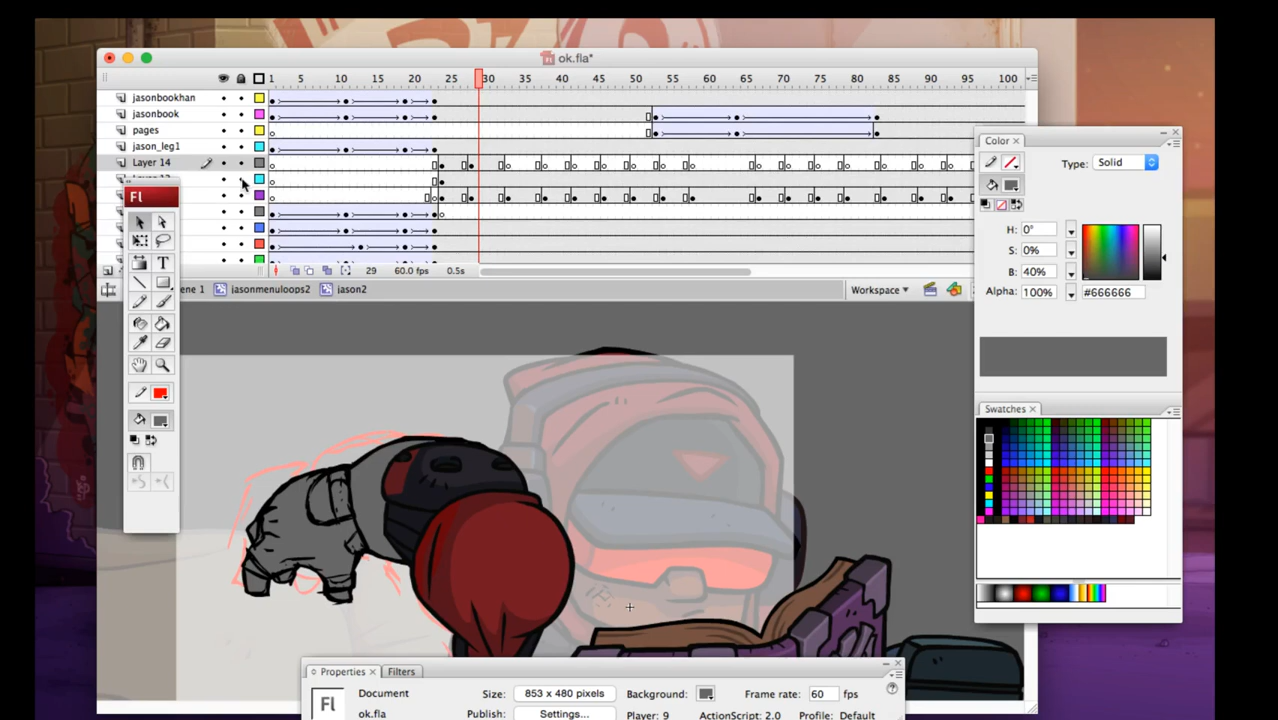 ok.fla*
1 5 10 15 20 25 30 35 40 45 50 55 60 65 70 75 80 85 90 95 100
jasonbookhan
jasonbook
pages
jason_leg1
Layer 14
Fl
T
29 60.0 fps 0.5s
ene 1 jasonmenuloops2 jason2 Workspace
Color ×
Type: Solid
H: 0°
S: 0%
B: 40%
Alpha: 100% #666666
Swatches ×
Properties × Filters
Fl
Document Size: 853 x 480 pixels Background: Frame rate: 60 fps
ok.fla Publish: Settings... Player: 9 ActionScript: 2.0 Profile: Default